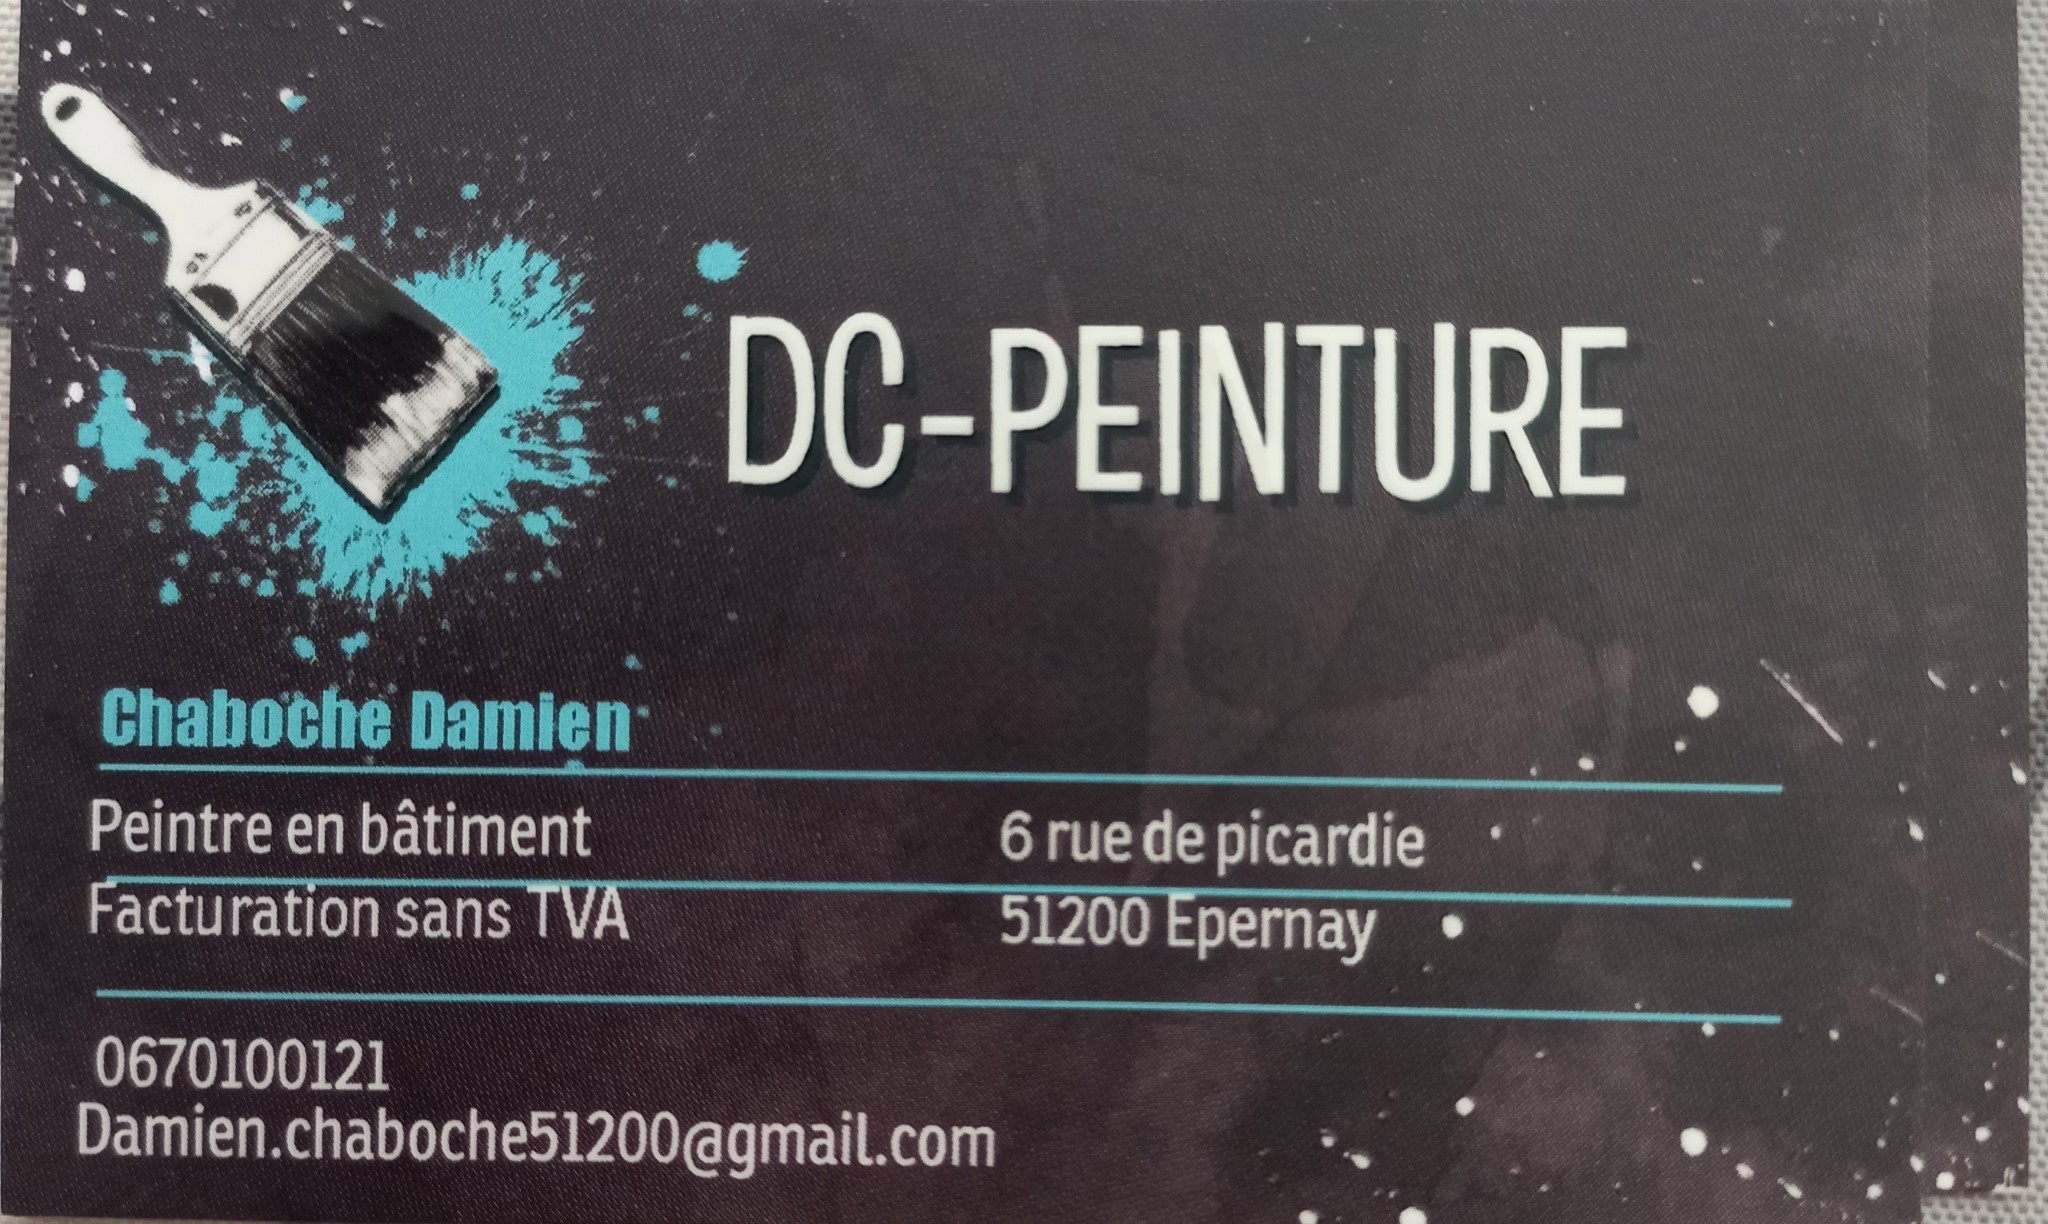 DC-PEINTURE
Chaboche Damien
Peintre en bâtiment
6 rue de picardie
Facturation sans TVA
51200 Epernay
0670100121
Damien.chaboche51200@gmail.com